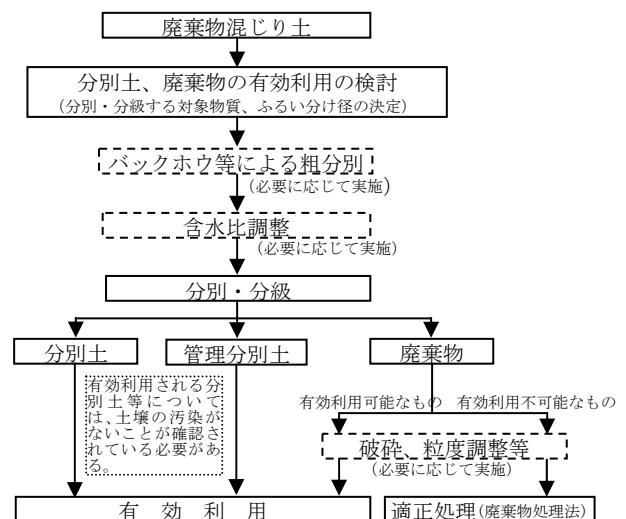 廃棄物混じり土
分別土、廃棄物の有効利用の検討
(分別・分級する対象物質、ふるい分け径の決定)
バックホウ等による粗分別
(必要に応じて実施)
含水比調整
(必要に応じて実施)
分別・分級
分別土
管理分別土
廃棄物
有効利用される分
別土等について
は、土壌の汚染が
ないことが確認さ
れている必要があ
る。
有効利用可能なもの
有効利用不可能なもの
破砕、粒度調整等
(必要に応じて実施)
有 効 利 用
適正処理(廃棄物処理法)